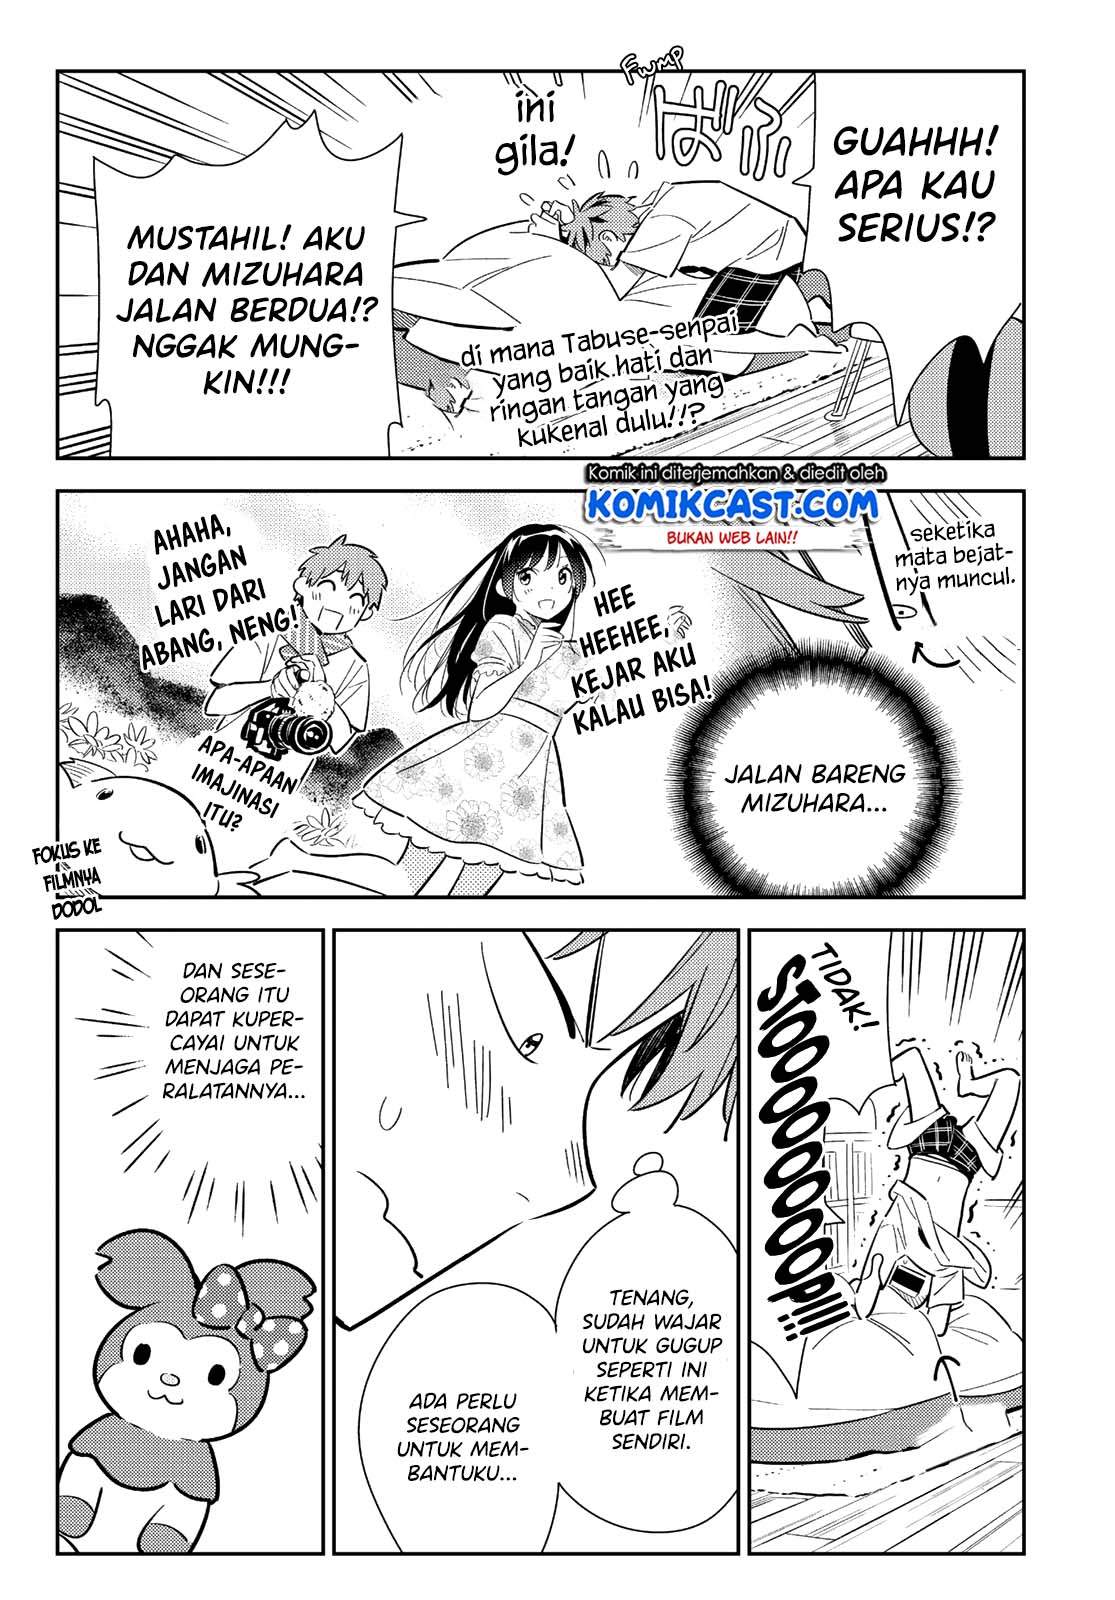 FWMP
ばふ
GUAHHH!
APA KAU
SERIUS!?
ini
gila!
MUSTAHIL! AKU
DAN MIZUHARA
JALAN BERDUA!?
NGGAK MUNG-
KIN!!!
di mana Tabuse-senpai
yang baik hati dan
ringan tangan yang
kukenal dulu!!?
Komik ini diterjemahkan & diedit oleh
KOMIKCAST.COM
BUKAN WEB LAIN!!
seketika
mata bejat-
nya muncul.
JALAN BARENG
MIZUHARA...
HEE
HEEHEE,
KEJAR AKU
KALAU BISA!
AHAHA,
JANGAN
LARI DARI
ABANG, NENG!
APA-APAAN
IMAJINASI
ITU?
FOKUS KE
FILMNYA
DODOL
TIDAK!
STOOOOOOOOOP!!!
TENANG,
SUDAH WAJAR
UNTUK GUGUP
SEPERTI INI
KETIKA MEM-
BUAT FILM
SENDIRI.
ADA PERLU
SESEORANG
UNTUK MEM-
BANTUKU...
DAN SESE-
ORANG ITU
DAPAT KUPER-
CAYAI UNTUK
MENJAGA PE-
RALATANNYA...